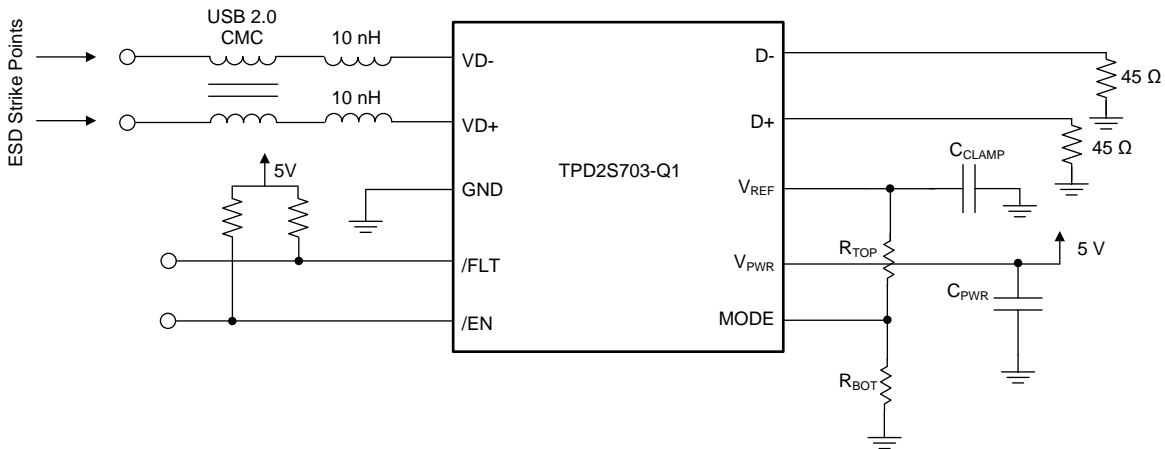 ESD Strike Points
USB 2.0
CMC
10 nH
10 nH
5V
VD-
VD+
GND
/FLT
/EN
TPD2S703-Q1
D-
D+
VREF
VPWR
MODE
45 Ω
45 Ω
CCLAMP
RTOP
5 V
CPWR
RBOT